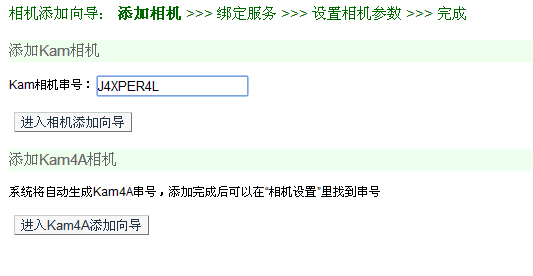 相机添加向导： 添加相机 >>> 绑定服务 >>> 设置相机参数 >>> 完成
添加Kam相机
Kam相机串号： J4XPER4L
进入相机添加向导
添加Kam4A相机
系统将自动生成Kam4A串号，添加完成后可以在“相机设置”里找到串号
进入Kam4A添加向导